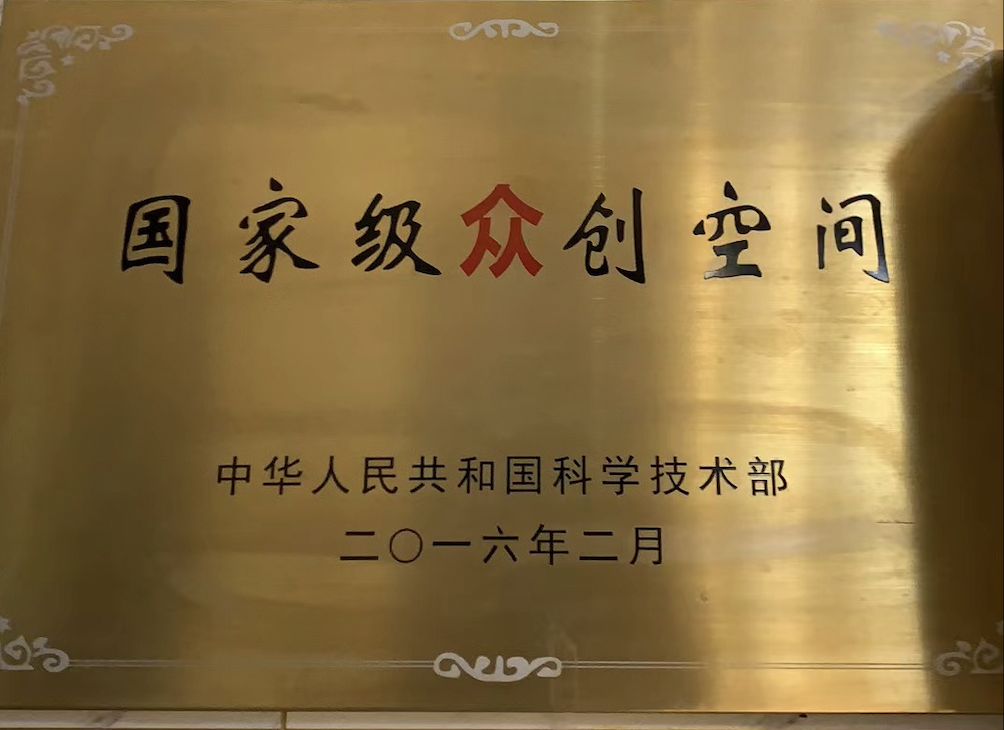 国家级众创空间
中华人民共和国科学技术部
二〇一六年二月